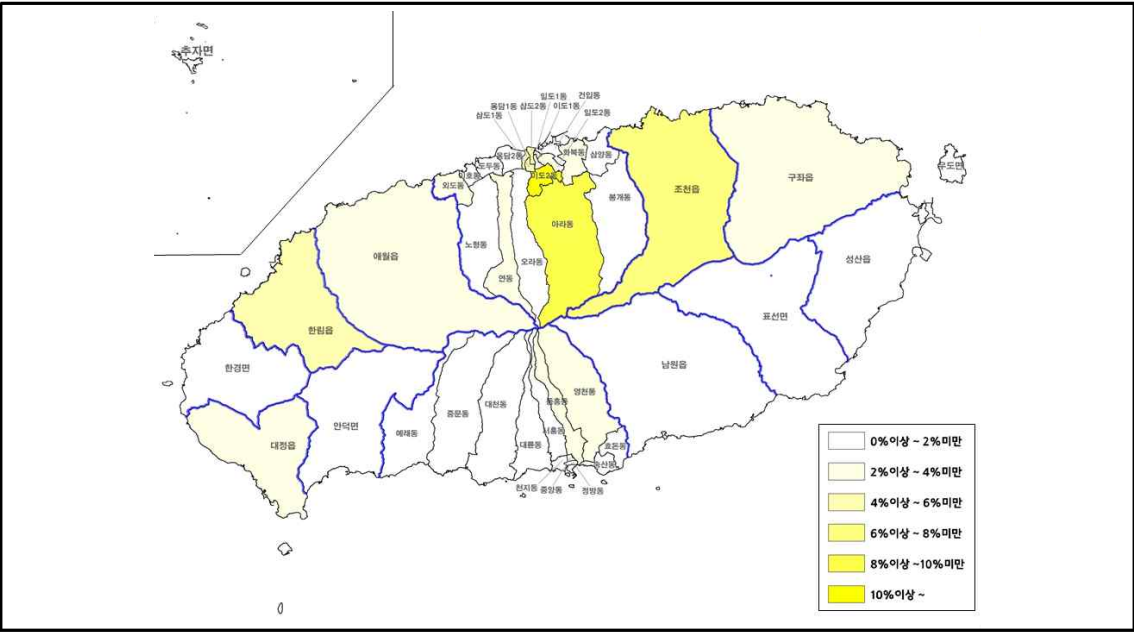 추자면
일도1동
건입동
용담1동
삼도2동
이도1동
삼도1동
일도2동
용담2동
화북동
삼양동
도두동
이호동
외도동
이도2동
우도면
구좌읍
조천읍
봉개동
아라동
노형동
애월읍
오라동
연동
성산읍
표선면
한림읍
남원읍
한경면
영천동
동홍동
대천동
중문동
안덕면
예래동
서홍동
대륜동
효돈동
대정읍
송산동
천지동
중앙동
정방동
0%이상 ~ 2%미만
2%이상 ~ 4%미만
4%이상 ~ 6%미만
6%이상 ~ 8%미만
8%이상 ~10%미만
10%이상 ~